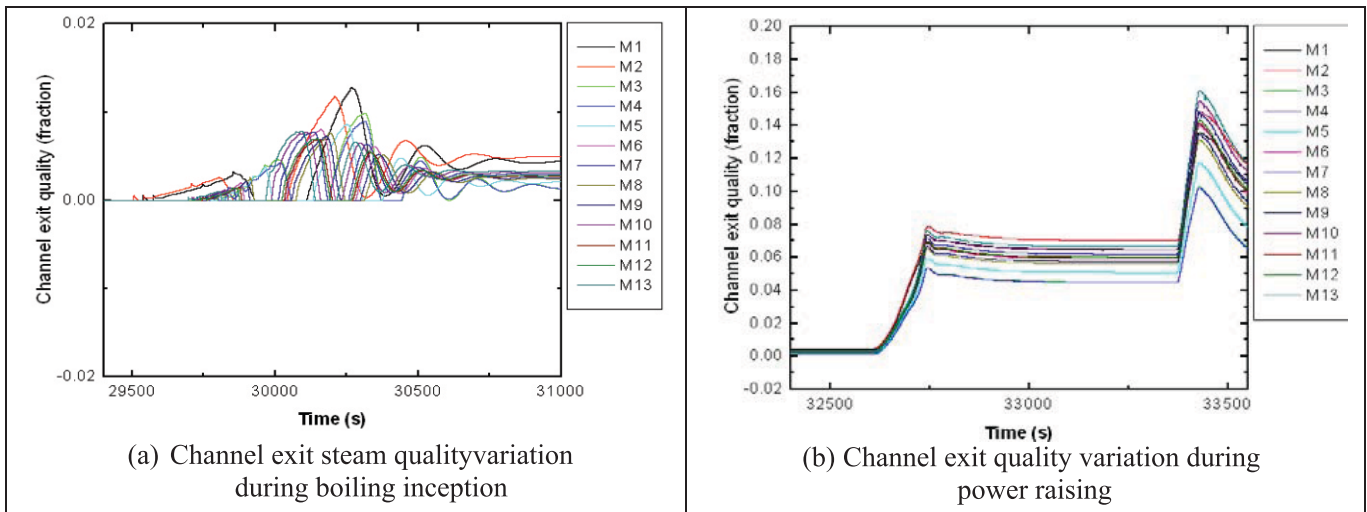 0.02
0.00
-0.02
Channel exit quality (fraction)
29500
30000
30500
31000
Time (s)
M1
M2
M3
M4
M5
M6
M7
M8
M9
M10
M11
M12
M13
(a) Channel exit steam qualityvariation
during boiling inception
0.20
0.18
0.16
0.14
0.12
0.10
0.08
0.06
0.04
0.02
0.00
-0.02
Channel exit quality (fraction)
32500
33000
33500
Time (s)
M1
M2
M3
M4
M5
M6
M7
M8
M9
M10
M11
M12
M13
(b) Channel exit quality variation during
power raising